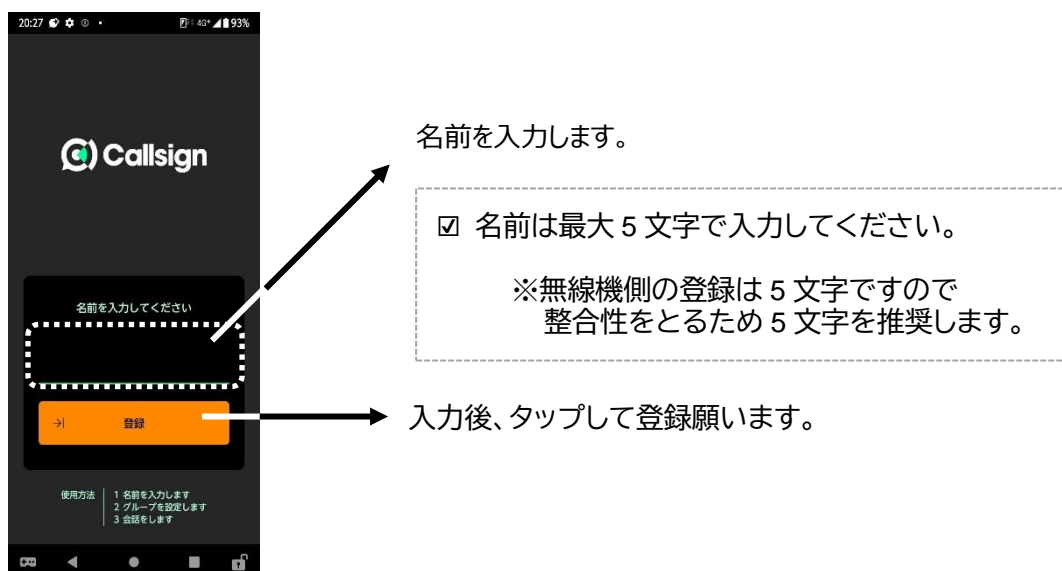 20:27
4G+
93%
Callsign
名前を入力してください
登録
使用方法
1 名前を入力します
2 グループを設定します
3 会話をします
名前を入力します。
☑ 名前は最大 5 文字で入力してください。
※無線機側の登録は 5 文字ですので
整合性をとるため 5 文字を推奨します。
入力後、タップして登録願います。